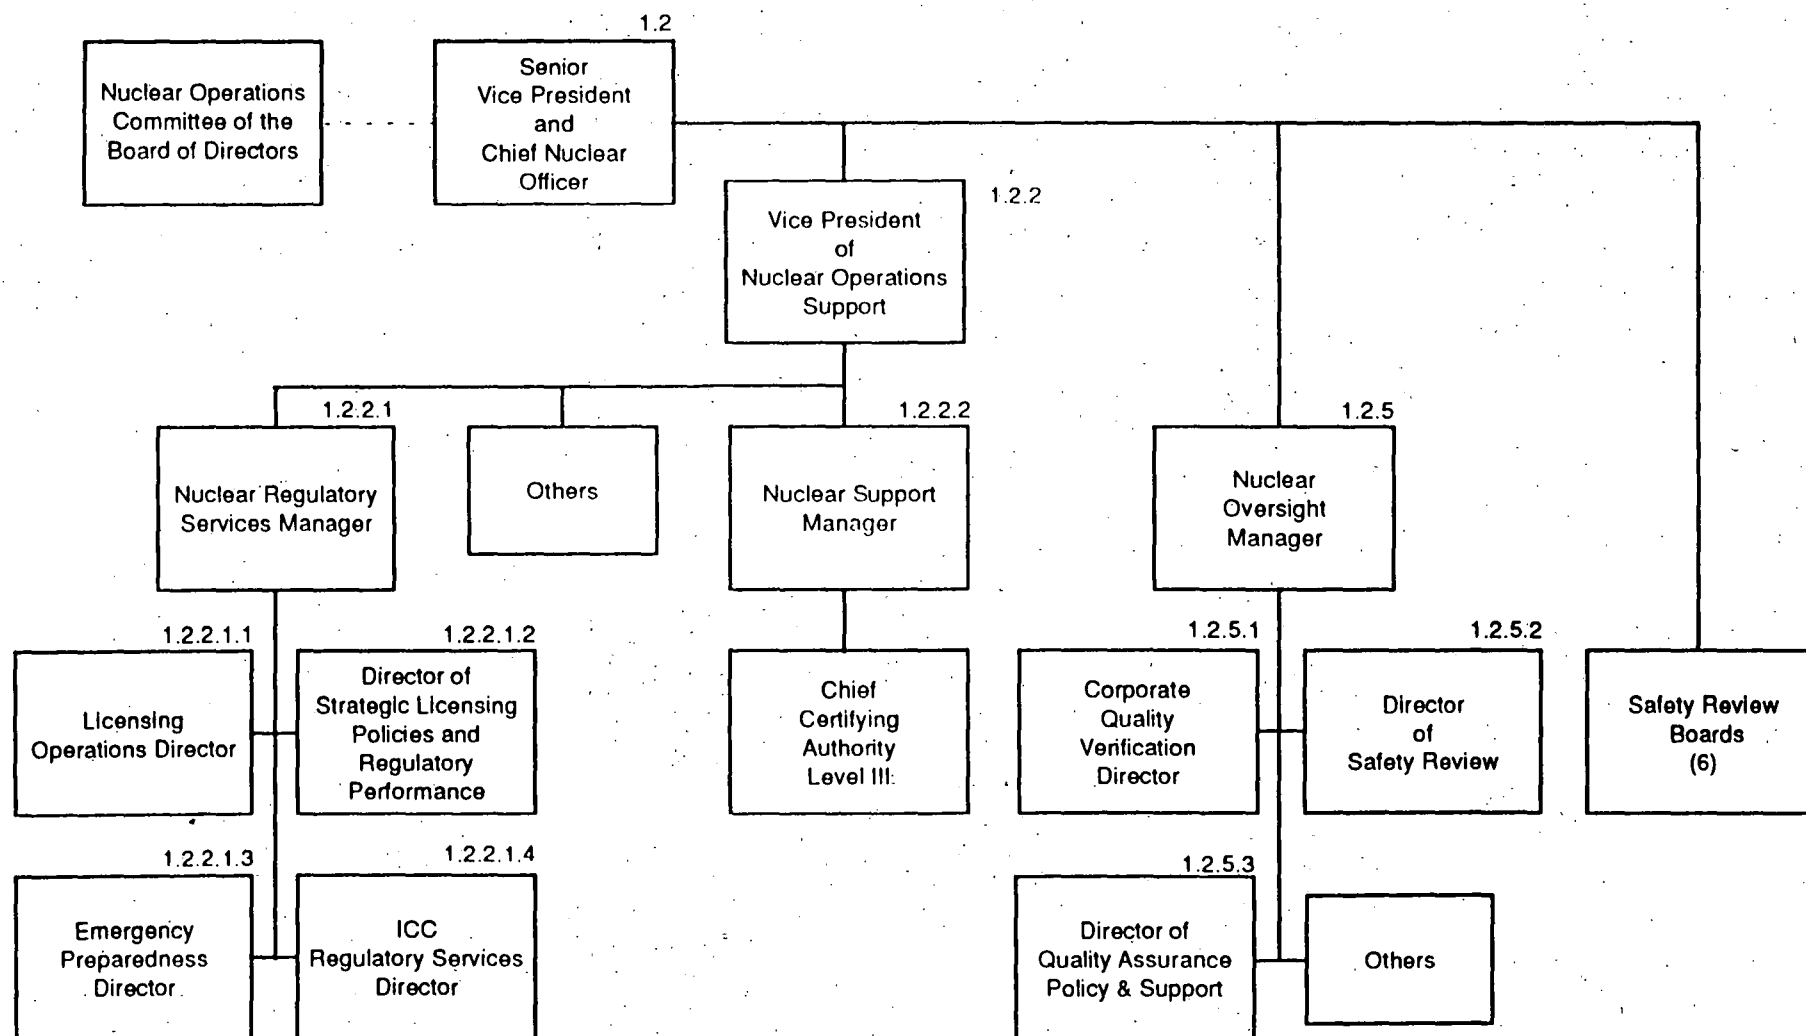 1.2
Nuclear Operations
Committee of the
Board of Directors
Senior
Vice President
and
Chief Nuclear
Officer
1.2.2
Vice President
of
Nuclear Operations
Support
1.2.2.1
Nuclear Regulatory
Services Manager
Others
1.2.2.2
Nuclear Support
Manager
1.2.5
Nuclear
Oversight
Manager
1.2.2.1.1
Licensing
Operations Director
1.2.2.1.2
Director of
Strategic Licensing
Policies and
Regulatory
Performance
Chief
Certifying
Authority
Level III
1.2.5.1
Corporate
Quality
Verification
Director
1.2.5.2
Director
of
Safety Review
Safety Review
Boards
(6)
1.2.2.1.3
Emergency
Preparedness
Director
1.2.2.1.4
ICC
Regulatory Services
Director
1.2.5.3
Director of
Quality Assurance
Policy & Support
Others